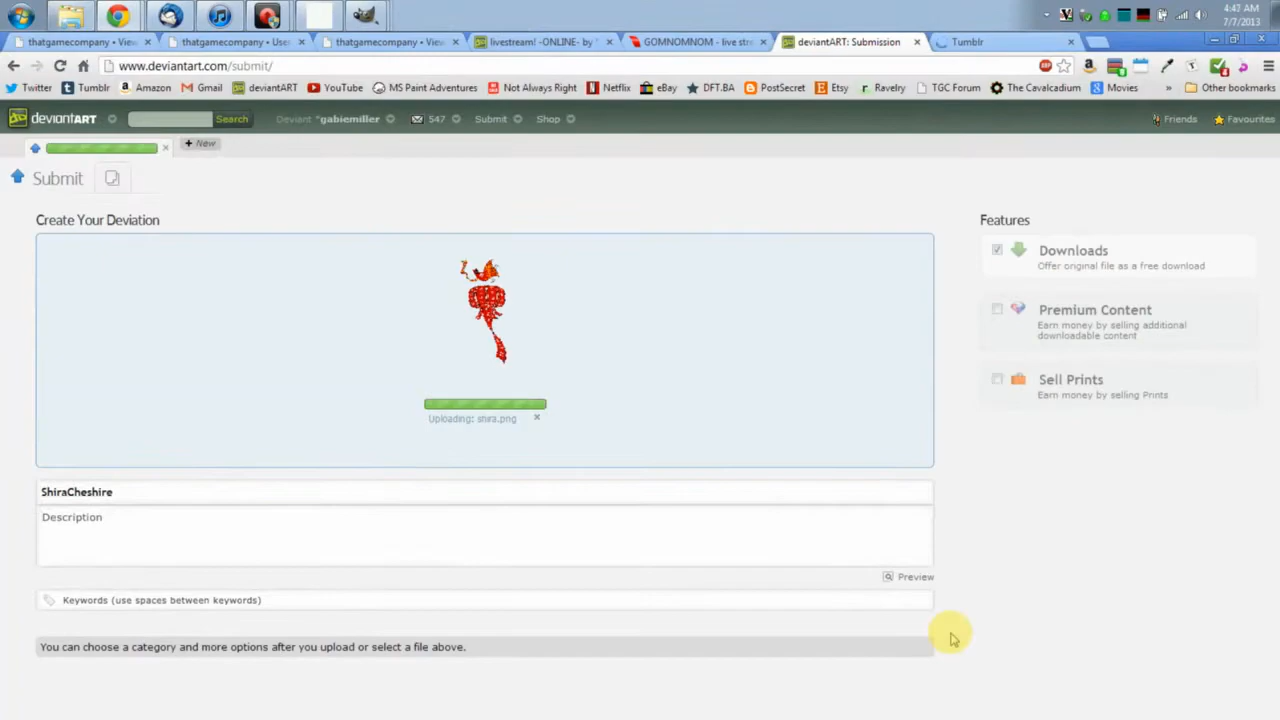 4:47 AM
7/7/2013
thatgamecompany • View
thatgamecompany • Use
thatgamecompany • View
livestream! -ONLINE- by
GOMNOMNOM - live stre
deviantART: Submission
Tumblr
www.deviantart.com/submit/
Twitter Tumblr Amazon Gmail deviantART YouTube MS Paint Adventures Not Always Right Netflix eBay DFT.BA PostSecret Etsy Ravelry TGC Forum The Cavalcadium Movies » Other bookmarks
deviantART Search Deviant *gabiemiller 547 Submit Shop Friends Favourites
+ New
Submit
Create Your Deviation
Features
Downloads
Offer original file as a free download
Premium Content
Earn money by selling additional
downloadable content
Sell Prints
Earn money by selling Prints
Uploading: shira.png
ShiraCheshire
Description
Preview
Keywords (use spaces between keywords)
You can choose a category and more options after you upload or select a file above.